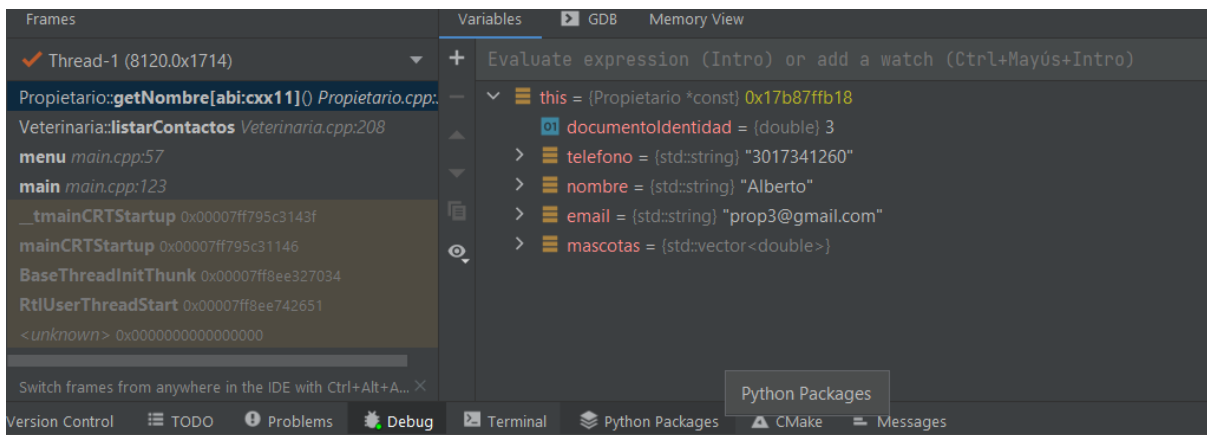 Frames
Variables
GDB
Memory View
Thread-1 (8120.0x1714)
Evaluate expression (Intro) or add a watch (Ctrl+Mayús+Intro)
Propietario::getNombre[abi:cxx11]() Propietario.cpp:
Veterinaria::listarContactos Veterinaria.cpp:208
menu main.cpp:57
main main.cpp:123
__tmainCRTStartup 0x00007ff795c3143f
mainCRTStartup 0x00007ff795c31146
BaseThreadInitThunk 0x00007ff8ee327034
RtlUserThreadStart 0x00007ff8ee742651
<unknown> 0x0000000000000000
Switch frames from anywhere in the IDE with Ctrl+Alt+A...
this = {Propietario *const} 0x17b87ffb18
01 documentoIdentidad = {double} 3
telefono = {std::string} "3017341260"
nombre = {std::string} "Alberto"
email = {std::string} "prop3@gmail.com"
mascotas = {std::vector<double>}
Python Packages
Version Control
TODO
Problems
Debug
Terminal
Python Packages
CMake
Messages